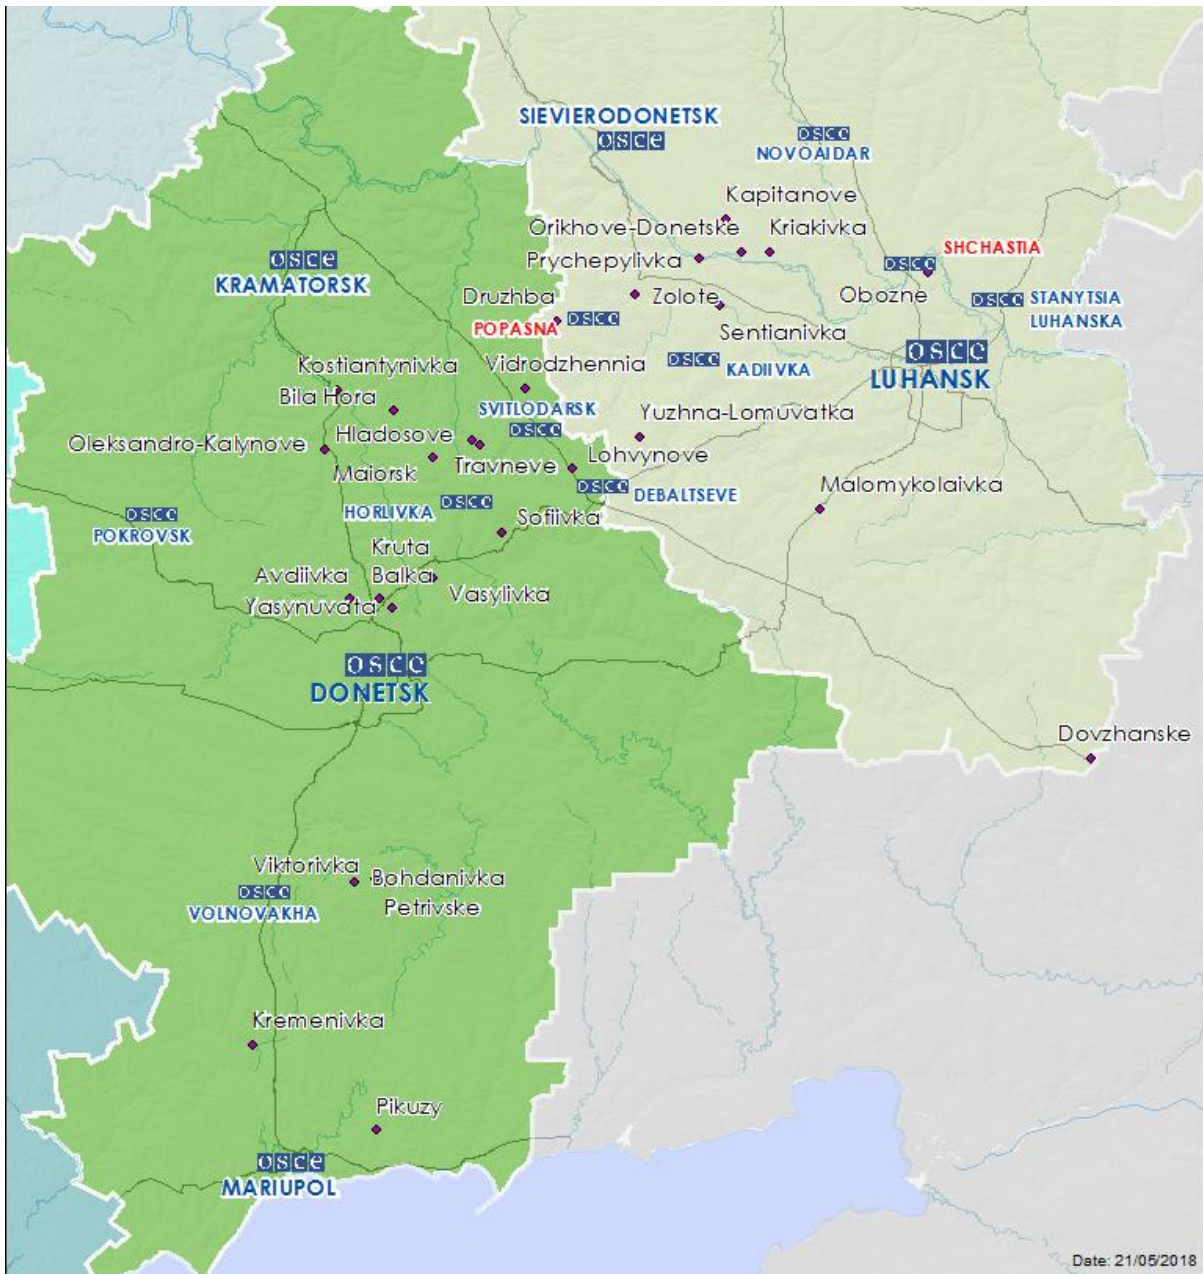 SIEVIERODONETSK
osce
OSCE
NOVOAIDAR
Kapitanove
Orikhove-Donetske
Kriakivka
Prychepylivka
SHCHASTIA
OSCE
Obozne
osce
KRAMATORSK
Druzhba
Zolote
OSCE
STANYTSIA
LUHANSKA
POPASNA
OSCE
Sentianivka
OSCE
LUHANSK
Kostiantynivka
Vidrodzhennia
OSCE
KADIIVKA
Bila Hora
SVITLODARSK
OSCE
Yuzhna-Lomuvatka
Oleksandro-Kalynove
Hladosove
Maiorsk
Travneve
Lohvynove
OSCE
DEBALTSEVE
Malomykolaivka
OSCE
POKROVSK
HORLIVKA
OSCE
Sofiivka
Kruta
Balka
Avdiivka
Yasynuvata
Vasylivka
OSCE
DONETSK
Dovzhanske
Viktorivka
Bohdanivka
Petrivske
OSCE
VOLNOVAKHA
Kremenivka
Pikuzy
osce
MARIUPOL
Date: 21/05/2018